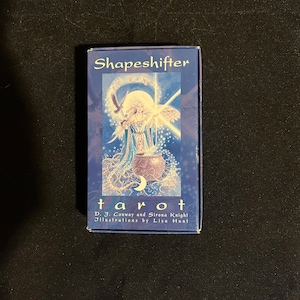 Shapeshifter
tarot
D. J. Conway and Sirona Knight
Illustrations by Lisa Hunt